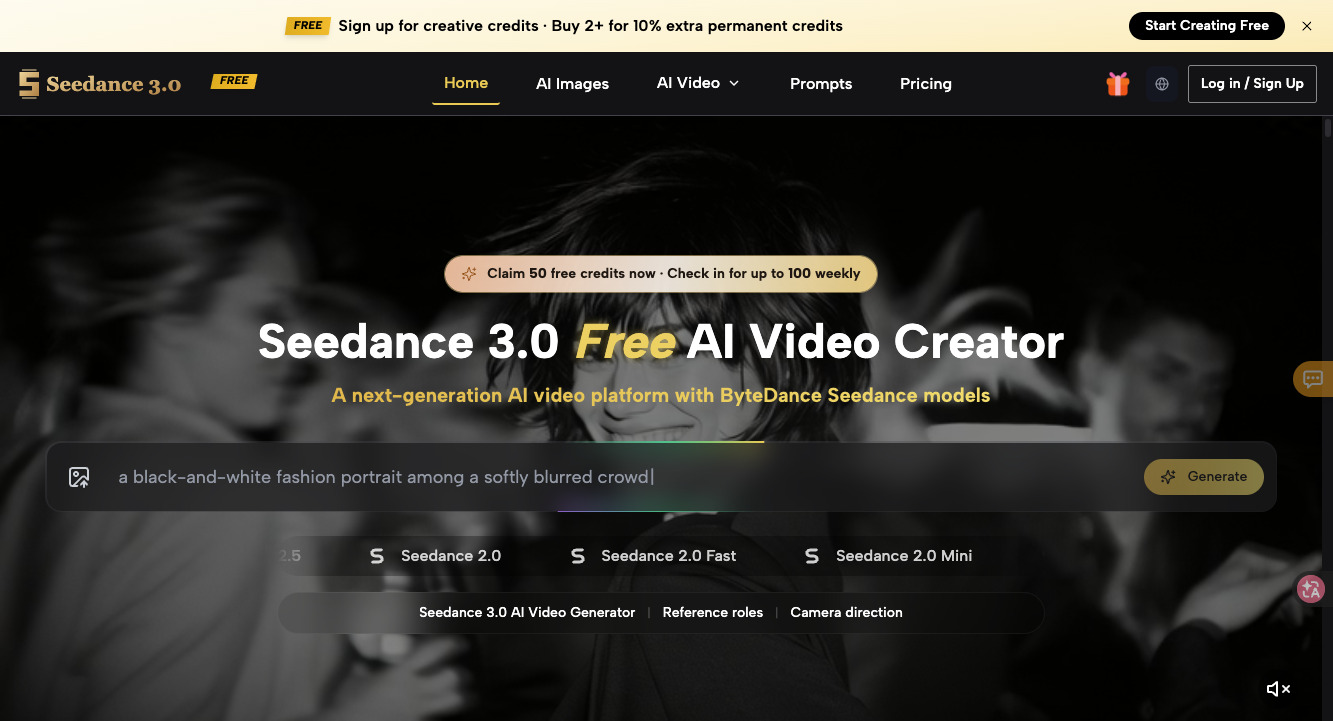 FREE Sign up for creative credits · Buy 2+ for 10% extra permanent credits Start Creating Free
Seedance 3.0 FREE Home AI Images AI Video Prompts Pricing Log in / Sign Up
Claim 50 free credits now · Check in for up to 100 weekly
Seedance 3.0 Free AI Video Creator
A next-generation AI video platform with ByteDance Seedance models
a black-and-white fashion portrait among a softly blurred crowd Generate
2.5 Seedance 2.0 Seedance 2.0 Fast Seedance 2.0 Mini
Seedance 3.0 AI Video Generator | Reference roles | Camera direction